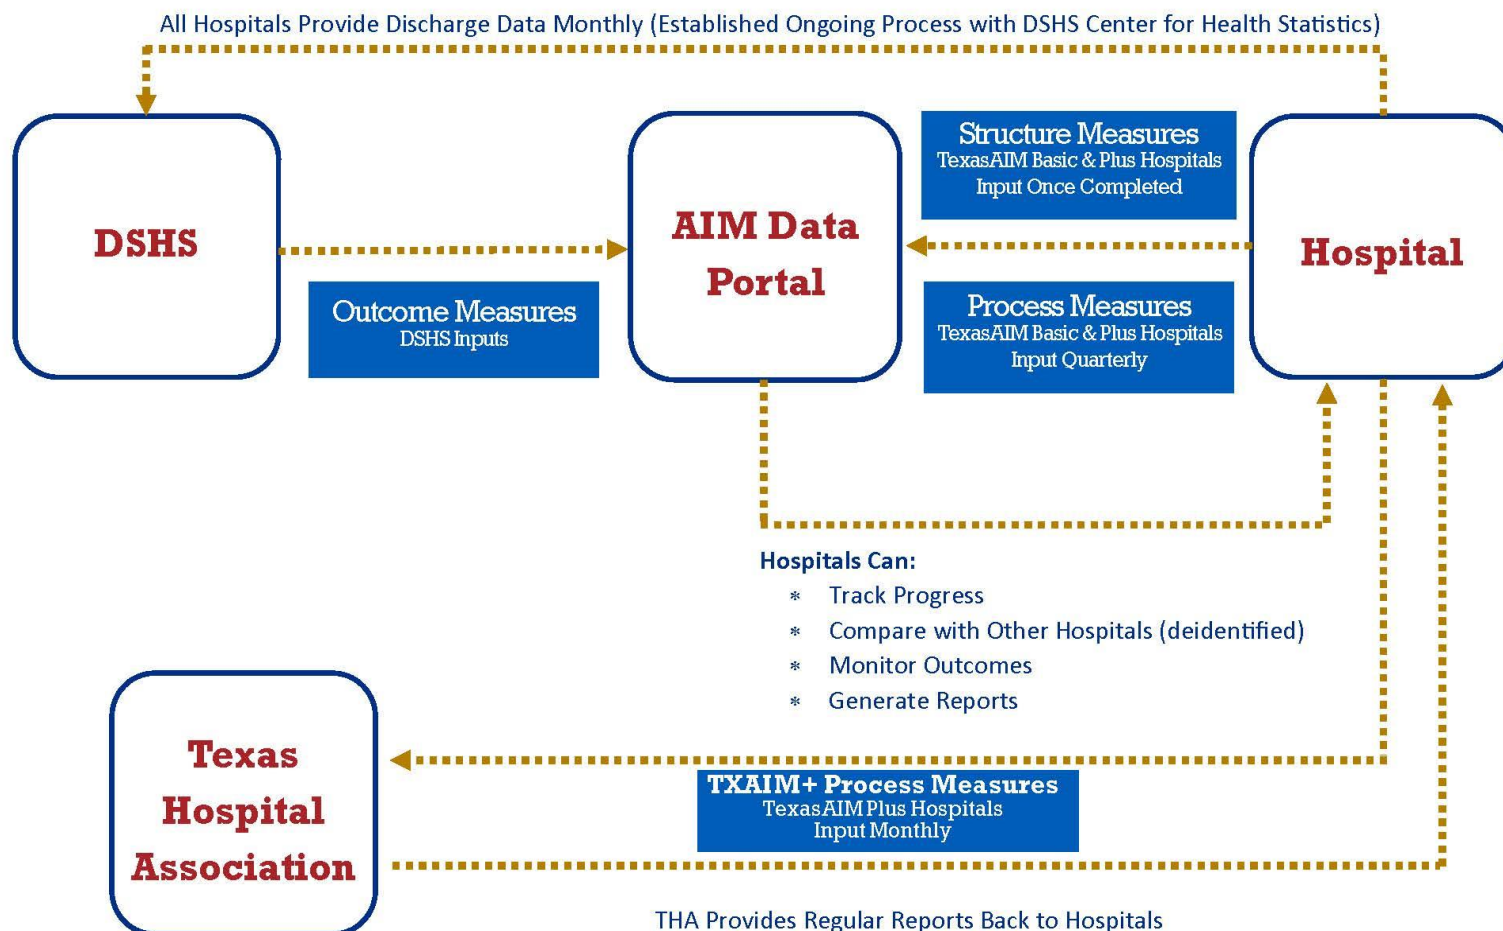 All Hospitals Provide Discharge Data Monthly (Established Ongoing Process with DSHS Center for Health Statistics)
DSHS
Outcome Measures
DSHS Inputs
AIM Data
Portal
Structure Measures
TexasAIM Basic & Plus Hospitals
Input Once Completed
Process Measures
TexasAIM Basic & Plus Hospitals
Input Quarterly
Hospital
Hospitals Can:
* Track Progress
* Compare with Other Hospitals (deidentified)
* Monitor Outcomes
* Generate Reports
Texas
Hospital
Association
TXAIM+ Process Measures
TexasAIM Plus Hospitals
Input Monthly
THA Provides Regular Reports Back to Hospitals